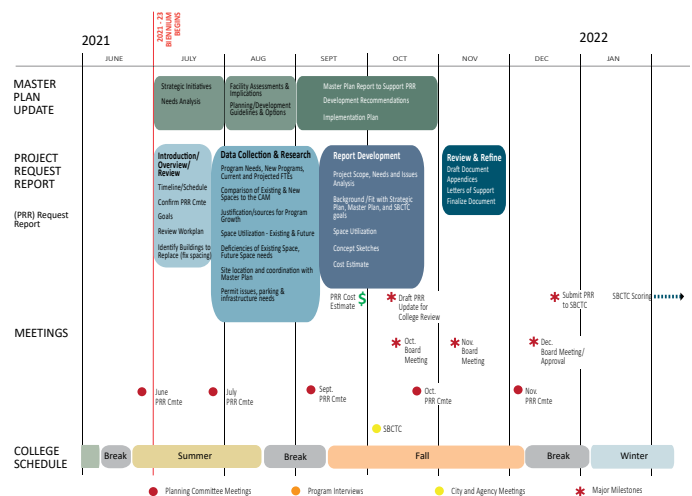 2021 - 23
BIENNIUM
BEGINS
2021
2022
JUNE
JULY
AUG
SEPT
OCT
NOV
DEC
JAN
MASTER
PLAN
UPDATE
Strategic Initiatives
Needs Analysis
Facility Assessments &
Implications
Planning/Development
Guidelines & Options
Master Plan Report to Support PRR
Development Recommendations
Implementation Plan
PROJECT
REQUEST
REPORT
(PRR) Request
Report
Introduction/
Overview/
Review
Timeline/Schedule
Confirm PRR Cmte
Goals
Review Workplan
Identify Buildings to
Replace (fix spacing)
Data Collection & Research
Program Needs, New Programs,
Current and Projected FTEs
Comparison of Existing & New
Spaces to the CAM
Justification/sources for Program
Growth
Space Utilization - Existing & Future
Deficiencies of Existing Space,
Future Space needs
Site location and coordination with
Master Plan
Permit issues, parking &
infrastructure needs
Report Development
Project Scope, Needs and Issues
Analysis
Background /Fit with Strategic
Plan, Master Plan, and SBCTC
goals
Space Utilization
Concept Sketches
Cost Estimate
Review & Refine
Draft Document
Appendices
Letters of Support
Finalize Document
PRR Cost
Estimate
$
Draft PRR
Update for
College Review
Submit PRR
to SBCTC
SBCTC Scoring
MEETINGS
Oct.
Board
Meeting
Nov.
Board
Meeting
Dec.
Board Meeting/
Approval
June
PRR Cmte
July
PRR Cmte
Sept.
PRR Cmte
Oct.
PRR Cmte
Nov.
PRR Cmte
SBCTC
COLLEGE
SCHEDULE
Break
Summer
Break
Fall
Break
Winter
Planning Committee Meetings
Program Interviews
City and Agency Meetings
Major Milestones